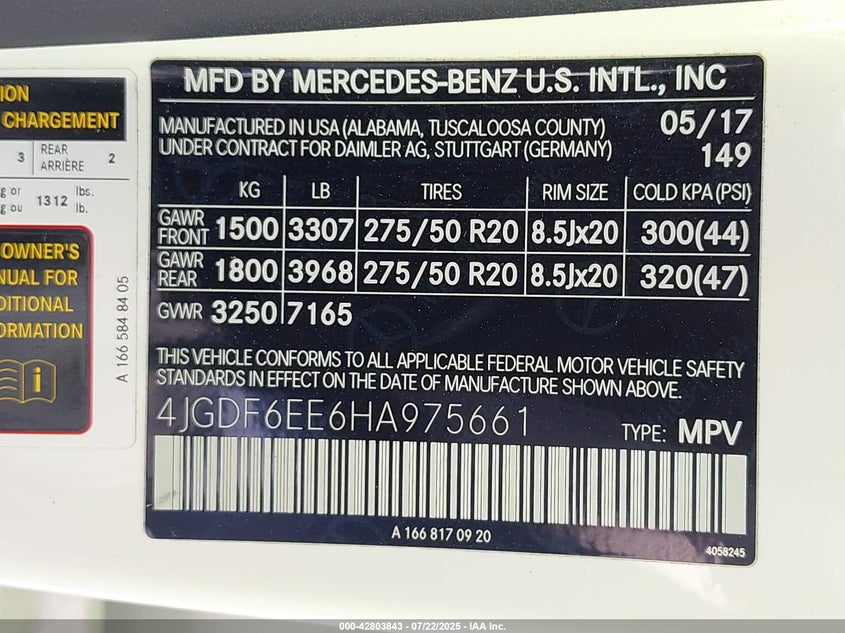 MFD BY MERCEDES-BENZ U.S. INTL., INC
MANUFACTURED IN USA (ALABAMA, TUSCALOOSA COUNTY) 05/17
UNDER CONTRACT FOR DAIMLER AG, STUTTGART (GERMANY) 149
KG LB TIRES RIM SIZE COLD KPA (PSI)
GAWR FRONT 1500 3307 275/50 R20 8.5Jx20 300(44)
GAWR REAR 1800 3968 275/50 R20 8.5Jx20 320(47)
GVWR 3250 7165
THIS VEHICLE CONFORMS TO ALL APPLICABLE FEDERAL MOTOR VEHICLE SAFETY
STANDARDS IN EFFECT ON THE DATE OF MANUFACTURE SHOWN ABOVE.
4JGDF6EE6HA975661 TYPE: MPV
A 166 817 09 20
4058245
CHARGEMENT
3 REAR ARRIÈRE 2
g or 1312 lbs.
g ou lb.
OWNER'S
FOR
A 166 584 84 05
000-42803843 - 07/22/2025 - IAA Inc.